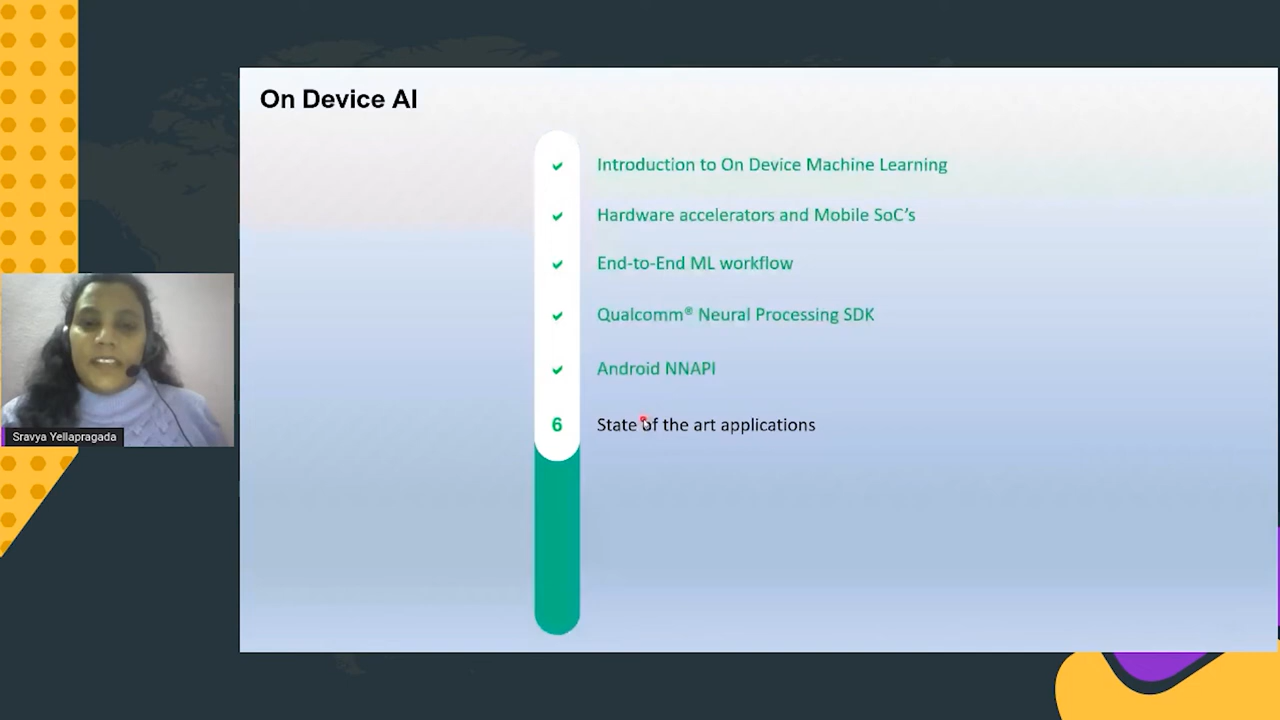 On Device AI
Introduction to On Device Machine Learning
Hardware accelerators and Mobile SoC's
End-to-End ML workflow
Qualcomm® Neural Processing SDK
Android NNAPI
6 State of the art applications
Sravya Yellapragada